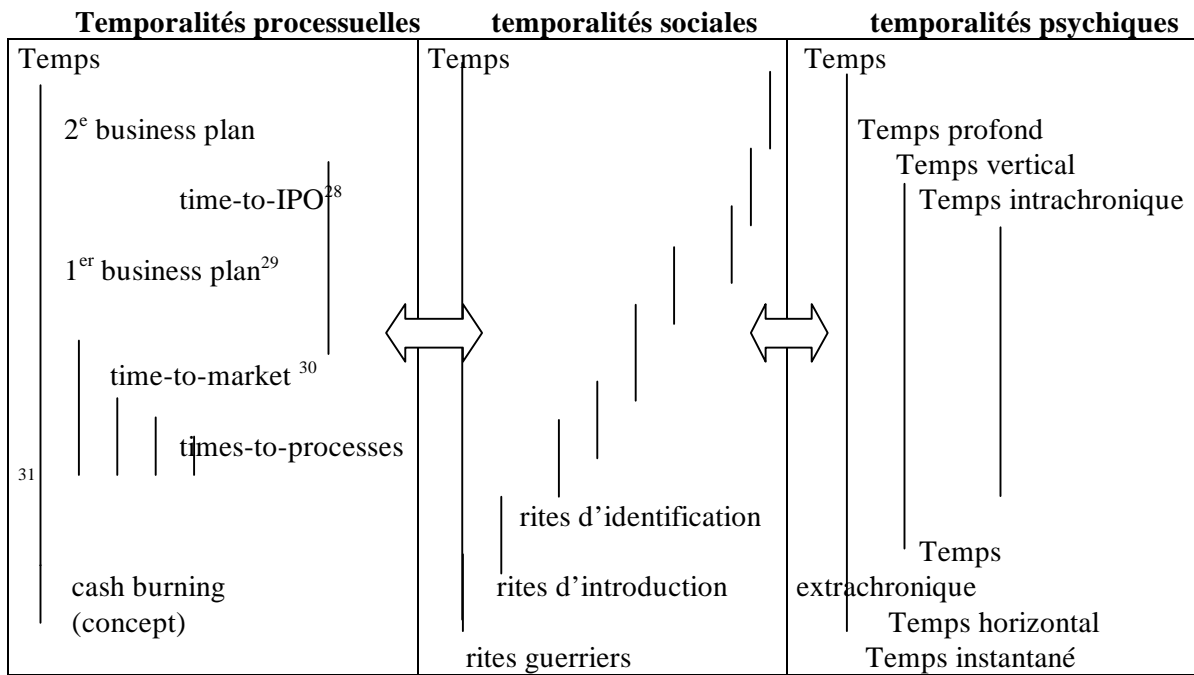 Temporalités processuelles temporalités sociales temporalités psychiques
Temps
2e business plan
time-to-IPO28
1er business plan29
time-to-market 30
times-to-processes
31
cash burning
(concept)
Temps
rites d’identification
rites d’introduction
rites guerriers
Temps
Temps profond
Temps vertical
Temps intrachronique
Temps
extrachronique
Temps horizontal
Temps instantané